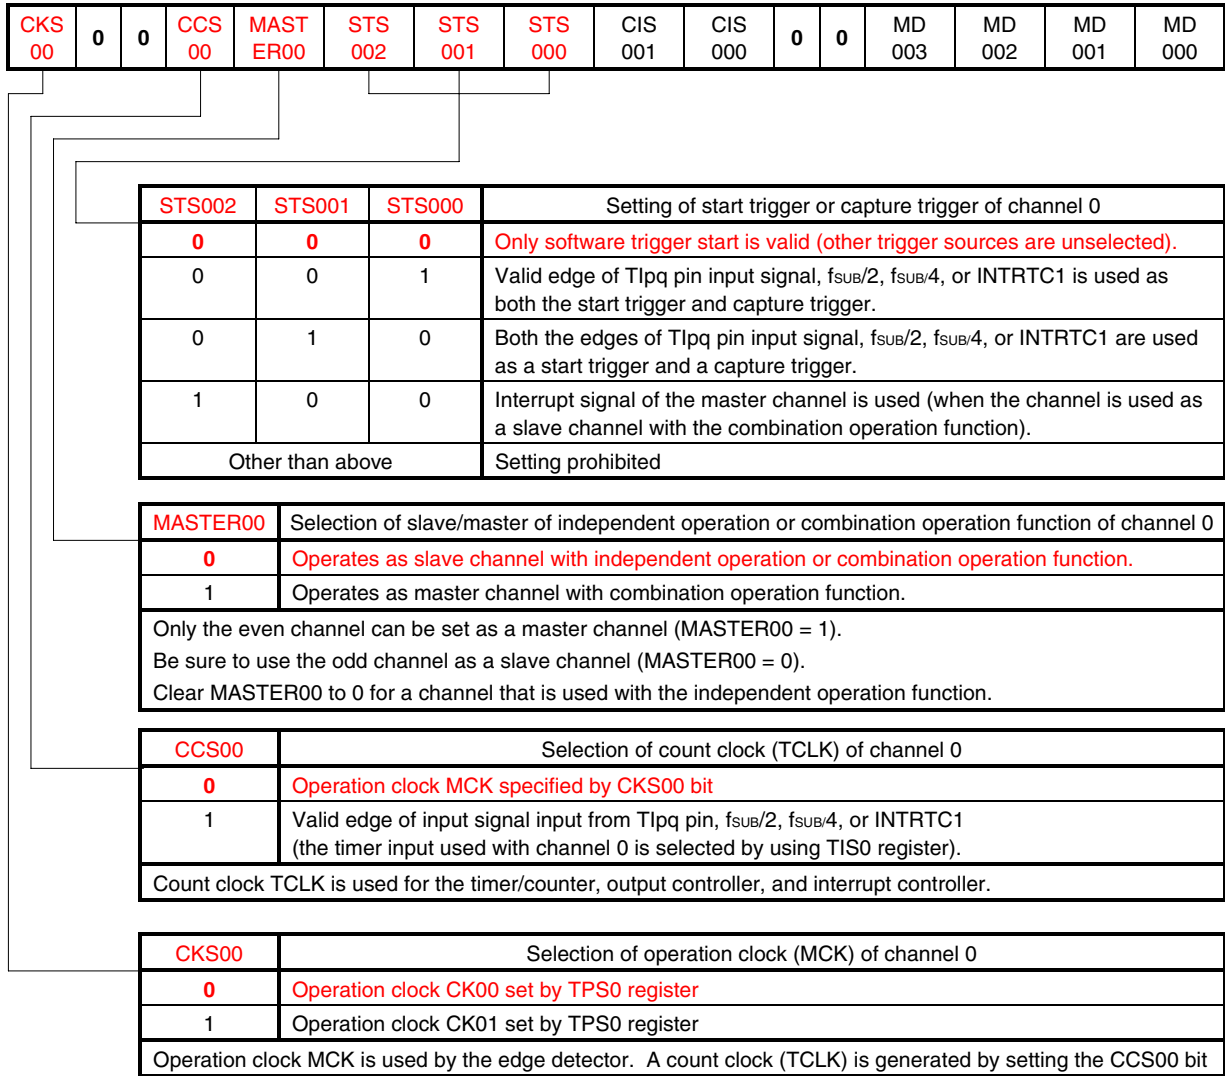 CKS 00 0 0 CCS 00 MAST ER00 STS 002 STS 001 STS 000 CIS 001 CIS 000 0 0 MD 003 MD 002 MD 001 MD 000
STS002 STS001 STS000 Setting of start trigger or capture trigger of channel 0
0 0 0 Only software trigger start is valid (other trigger sources are unselected).
0 0 1 Valid edge of TIpq pin input signal, fSUB/2, fSUB/4, or INTRTC1 is used as
both the start trigger and capture trigger.
0 1 0 Both the edges of TIpq pin input signal, fSUB/2, fSUB/4, or INTRTC1 are used
as a start trigger and a capture trigger.
1 0 0 Interrupt signal of the master channel is used (when the channel is used as
a slave channel with the combination operation function).
Other than above Setting prohibited
MASTER00 Selection of slave/master of independent operation or combination operation function of channel 0
0 Operates as slave channel with independent operation or combination operation function.
1 Operates as master channel with combination operation function.
Only the even channel can be set as a master channel (MASTER00 = 1).
Be sure to use the odd channel as a slave channel (MASTER00 = 0).
Clear MASTER00 to 0 for a channel that is used with the independent operation function.
CCS00 Selection of count clock (TCLK) of channel 0
0 Operation clock MCK specified by CKS00 bit
1 Valid edge of input signal input from TIpq pin, fSUB/2, fSUB/4, or INTRTC1
(the timer input used with channel 0 is selected by using TIS0 register).
Count clock TCLK is used for the timer/counter, output controller, and interrupt controller.
CKS00 Selection of operation clock (MCK) of channel 0
0 Operation clock CK00 set by TPS0 register
1 Operation clock CK01 set by TPS0 register
Operation clock MCK is used by the edge detector. A count clock (TCLK) is generated by setting the CCS00 bit